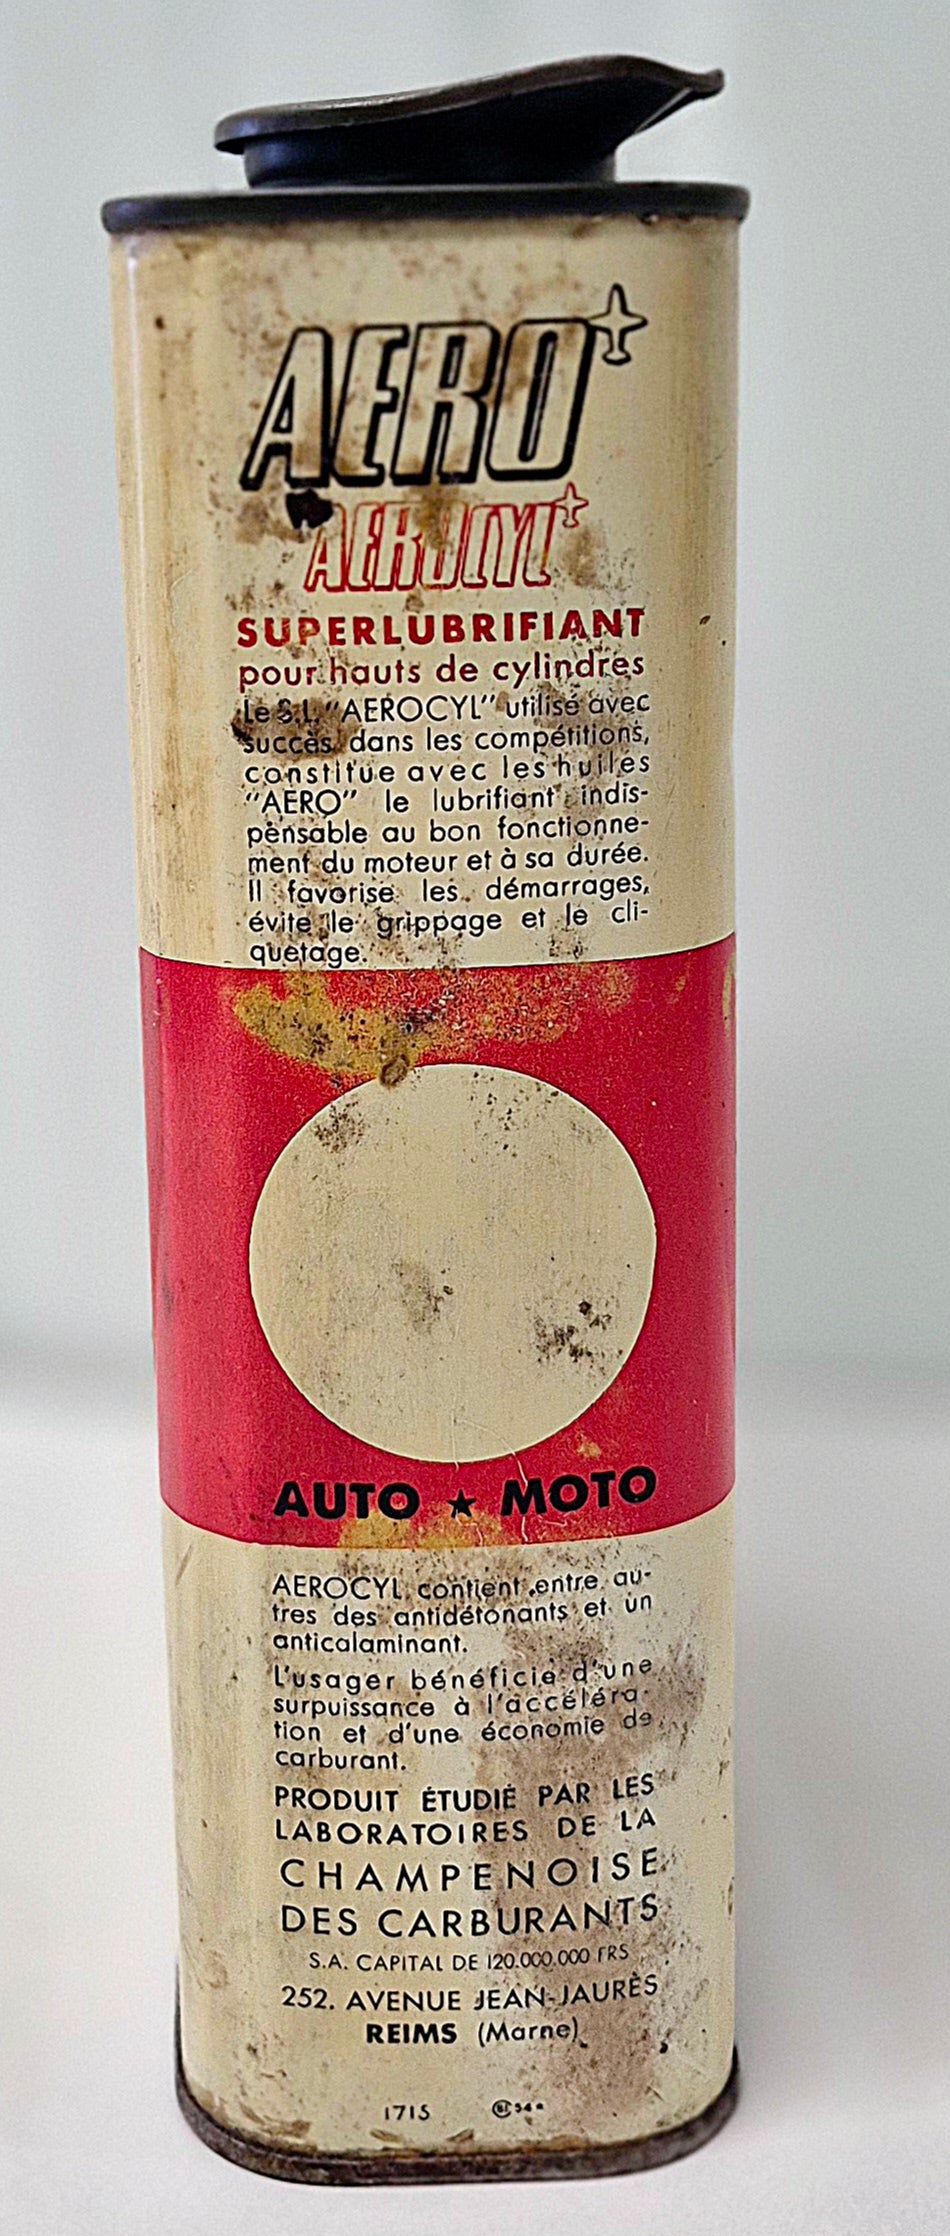 AERO
AEROCYL
SUPERLUBRIFIANT
pour hauts de cylindres
Le S.L. "AEROCYL" utilisé avec
succès dans les compétitions,
constitue avec les huiles
"AERO" le lubrifiant indis-
pensable au bon fonctionne-
ment du moteur et à sa durée.
Il favorise les démarrages,
évite le grippage et le cli-
quetage.
AUTO ★ MOTO
AEROCYL contient entre au-
tres des antidétonants et un
anticalaminant.
L'usager bénéficie d'une
surpuissance à l'accéléra-
tion et d'une économie de
carburant.
PRODUIT ÉTUDIÉ PAR LES
LABORATOIRES DE LA
CHAMPENOISE
DES CARBURANTS
S.A. CAPITAL DE 120.000.000 FRS
252. AVENUE JEAN-JAURÈS
REIMS (Marne)
1715 54